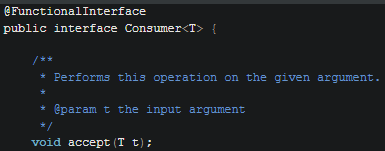 @FunctionalInterface
public interface Consumer<T> {
/**
* Performs this operation on the given argument.
*
* @param t the input argument
*/
void accept(T t);